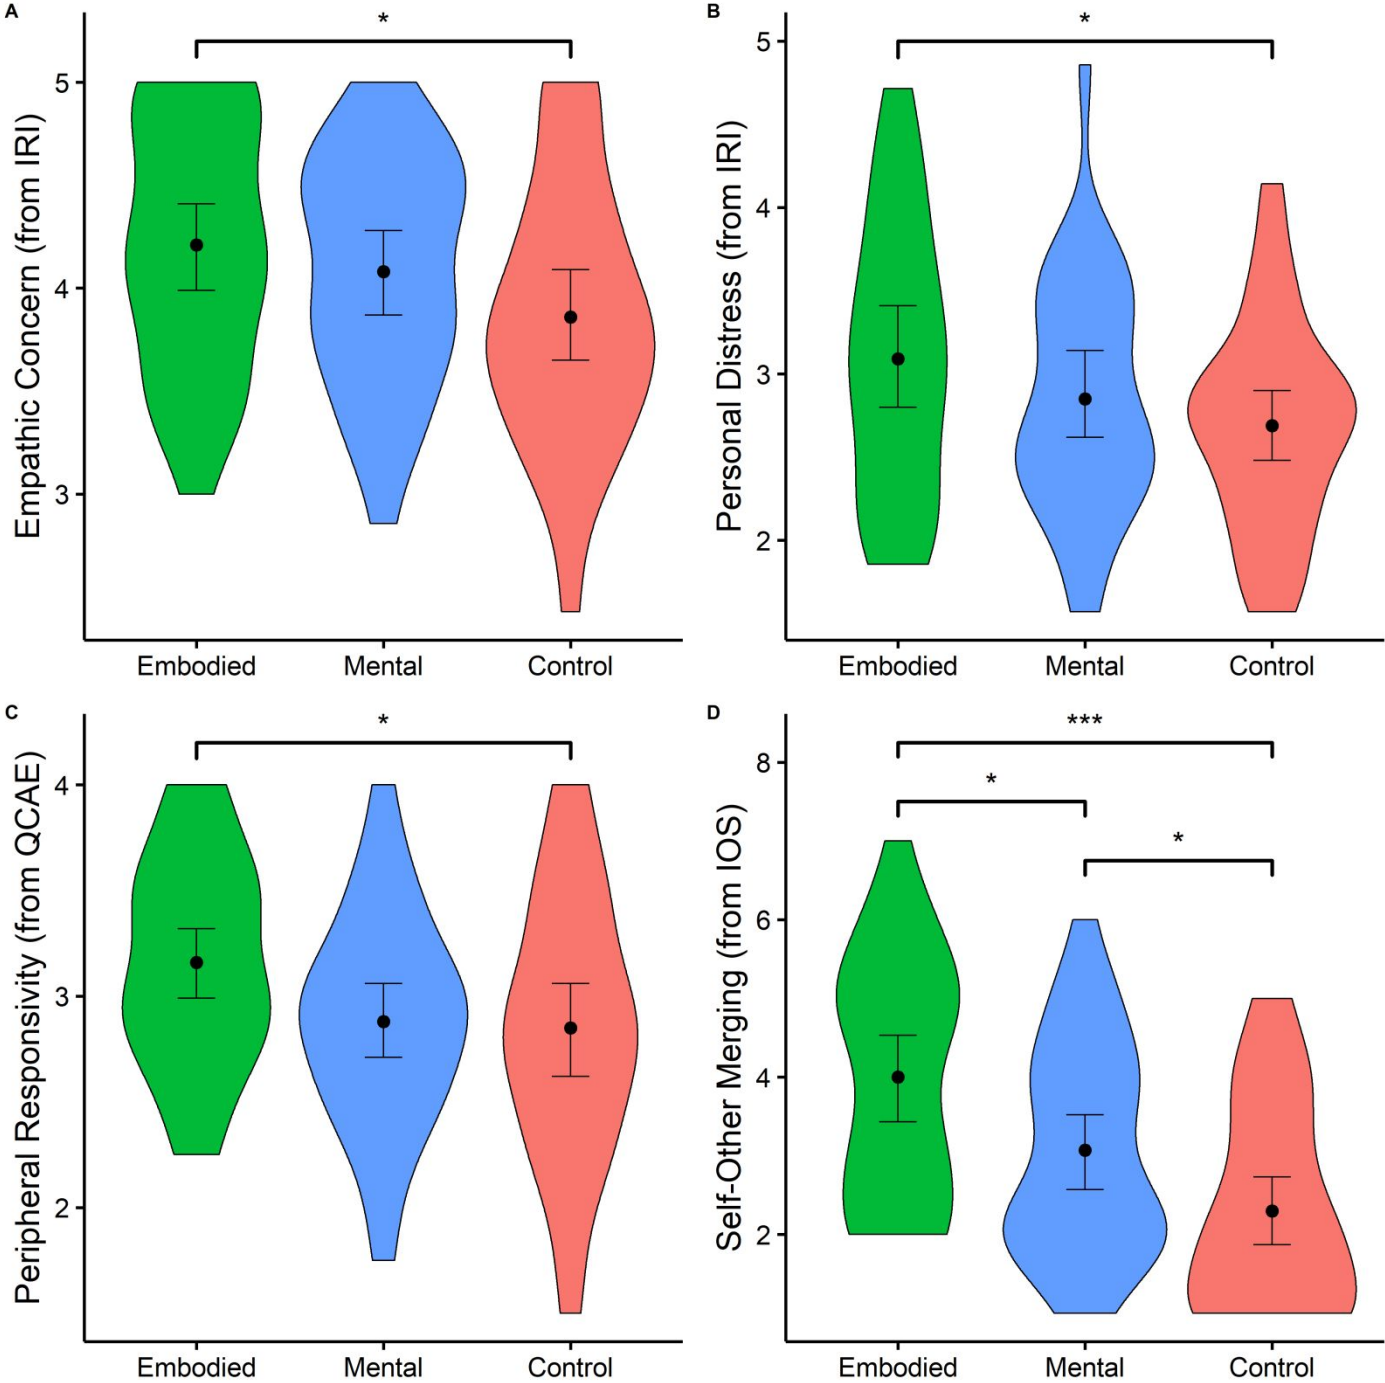 A
*
Empathic Concern (from IRI)
5
4
3
Embodied Mental Control
B
*
Personal Distress (from IRI)
5
4
3
2
Embodied Mental Control
C
*
Peripheral Responsivity (from QCAE)
4
3
2
Embodied Mental Control
D
***
*
*
Self-Other Merging (from IOS)
8
6
4
2
Embodied Mental Control